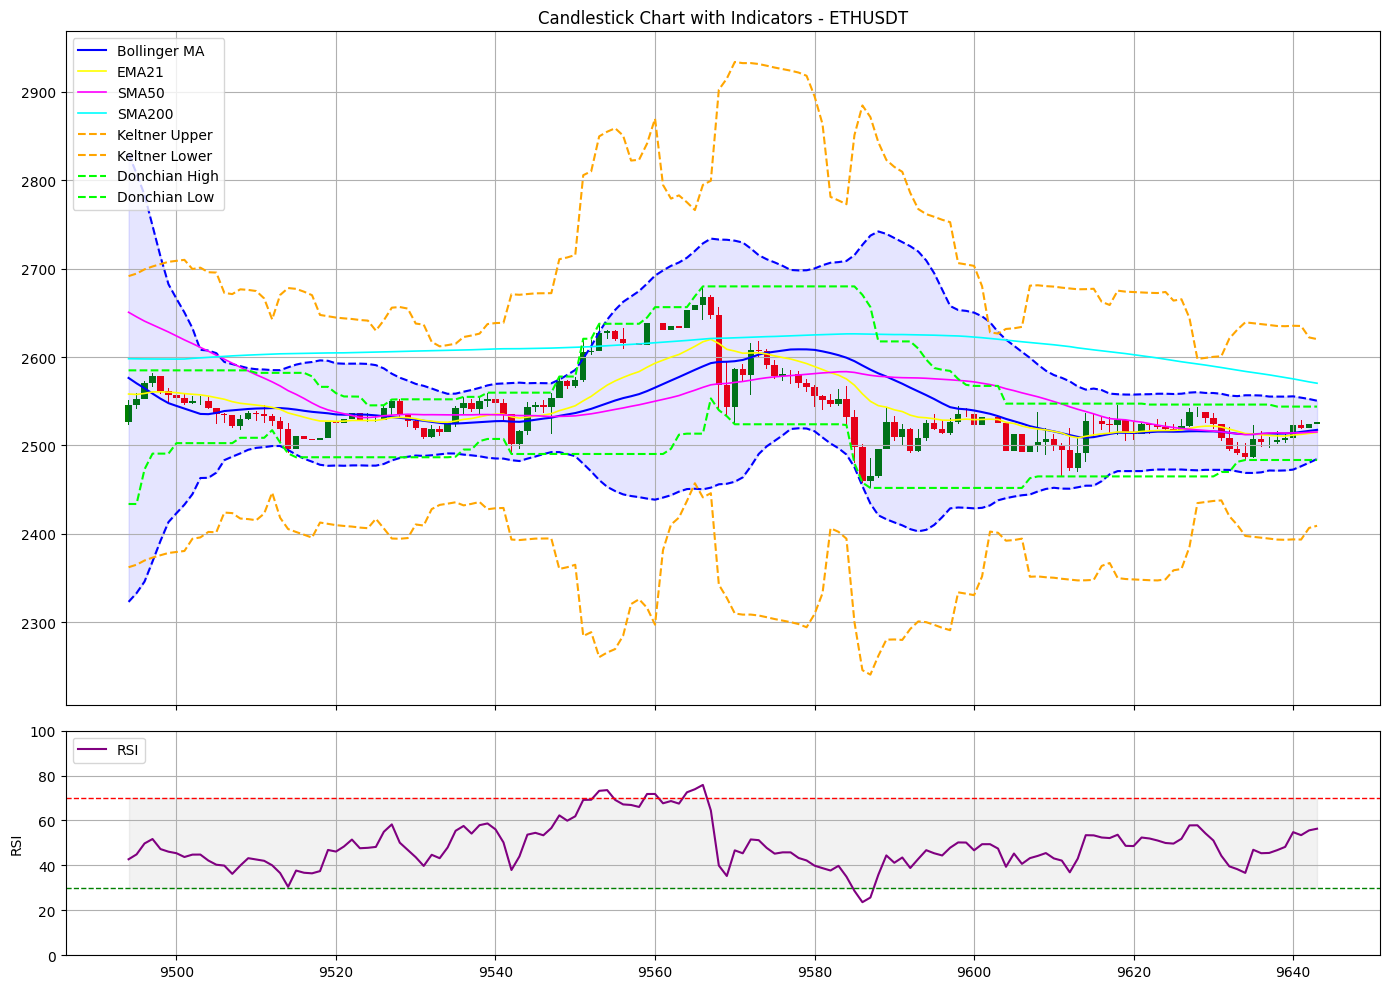 Candlestick Chart with Indicators - ETHUSDT
Bollinger MA
EMA21
SMA50
SMA200
Keltner Upper
Keltner Lower
Donchian High
Donchian Low
2900
2800
2700
2600
2500
2400
2300
RSI
100
80
60
40
20
0
RSI
9500 9520 9540 9560 9580 9600 9620 9640